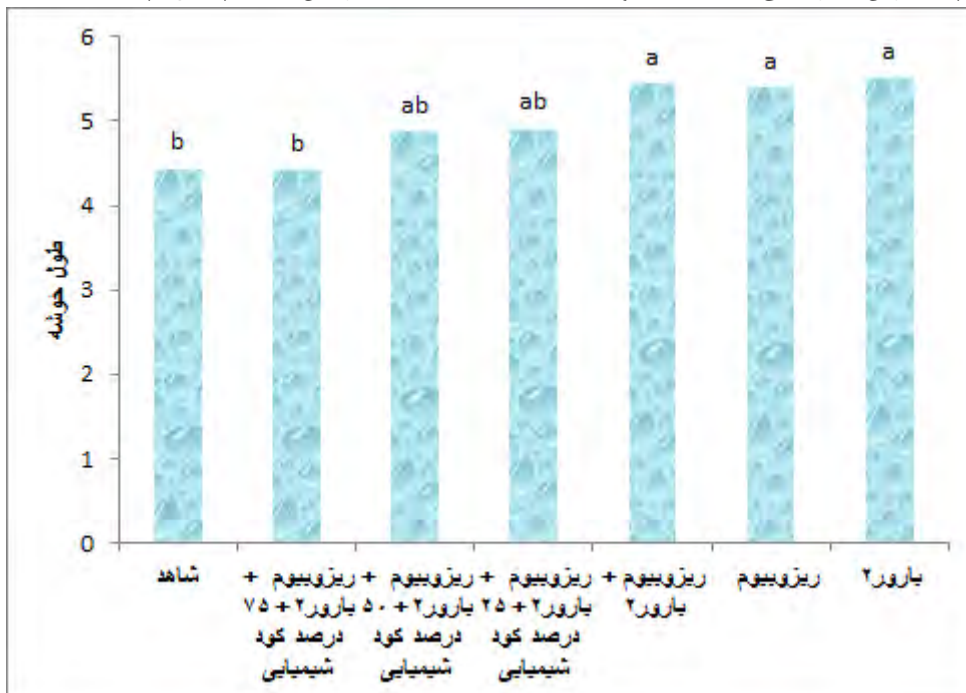 6
5
4
3
2
1
0
طول خوشه
b
b
ab
ab
a
a
a
شاهد
ریزوبیوم +
بارور۲ + ۷۵
درصد کود
شیمیایی
ریزوبیوم +
بارور۲ + ۵۰
درصد کود
شیمیایی
ریزوبیوم +
بارور۲ + ۲۵
درصد کود
شیمیایی
ریزوبیوم +
بارور۲
ریزوبیوم
بارور۲